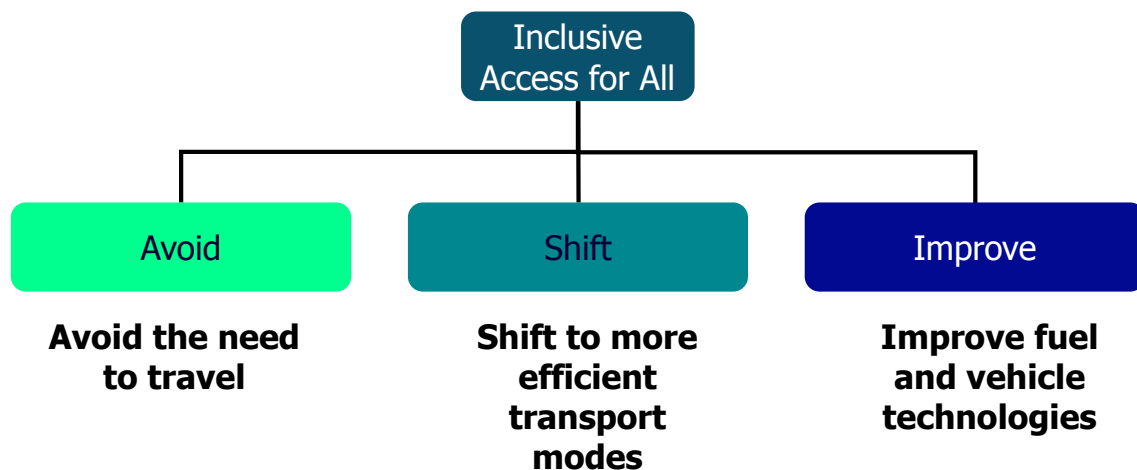 Inclusive
Access for All
Avoid
Shift
Improve
Avoid the need
to travel
Shift to more
efficient
transport
modes
Improve fuel
and vehicle
technologies